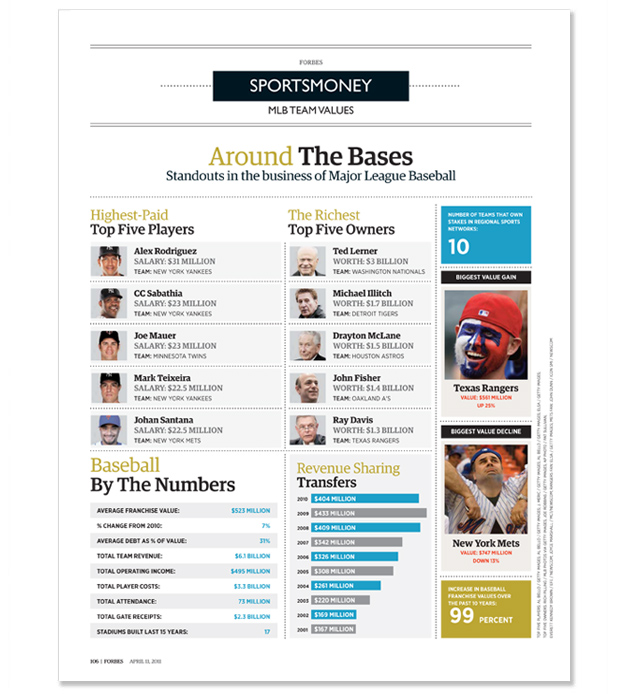 FORBES
SPORTSMONEY
MLB TEAM VALUES
Around The Bases
Standouts in the business of Major League Baseball
Highest-Paid
Top Five Players
Alex Rodriguez
SALARY: $31 MILLION
TEAM: NEW YORK YANKEES
CC Sabathia
SALARY: $23 MILLION
TEAM: NEW YORK YANKEES
Joe Mauer
SALARY: $23 MILLION
TEAM: MINNESOTA TWINS
Mark Teixeira
SALARY: $22.5 MILLION
TEAM: NEW YORK YANKEES
Johan Santana
SALARY: $22.5 MILLION
TEAM: NEW YORK METS
The Richest
Top Five Owners
Ted Lerner
WORTH: $3 BILLION
TEAM: WASHINGTON NATIONALS
Michael Illitch
WORTH: $1.7 BILLION
TEAM: DETROIT TIGERS
Drayton McLane
WORTH: $1.5 BILLION
TEAM: HOUSTON ASTROS
John Fisher
WORTH: $1.4 BILLION
TEAM: OAKLAND A'S
Ray Davis
WORTH: $1.3 BILLION
TEAM: TEXAS RANGERS
NUMBER OF TEAMS THAT OWN
STAKES IN REGIONAL SPORTS
NETWORKS:
10
BIGGEST VALUE GAIN
Texas Rangers
VALUE: $561 MILLION
UP 25%
BIGGEST VALUE DECLINE
New York Mets
VALUE: $747 MILLION
DOWN 13%
INCREASE IN BASEBALL
FRANCHISE VALUES OVER
THE PAST 10 YEARS:
99 PERCENT
Baseball
By The Numbers
AVERAGE FRANCHISE VALUE: $523 MILLION
% CHANGE FROM 2010: 7%
AVERAGE DEBT AS % OF VALUE: 31%
TOTAL TEAM REVENUE: $6.1 BILLION
TOTAL OPERATING INCOME: $495 MILLION
TOTAL PLAYER COSTS: $3.3 BILLION
TOTAL ATTENDANCE: 73 MILLION
TOTAL GATE RECEIPTS: $2.3 BILLION
STADIUMS BUILT LAST 15 YEARS: 17
Revenue Sharing
Transfers
2010 $404 MILLION
2009 $433 MILLION
2008 $409 MILLION
2007 $342 MILLION
2006 $326 MILLION
2005 $308 MILLION
2004 $261 MILLION
2003 $220 MILLION
2002 $169 MILLION
2001 $167 MILLION
106 | FORBES APRIL 11, 2011